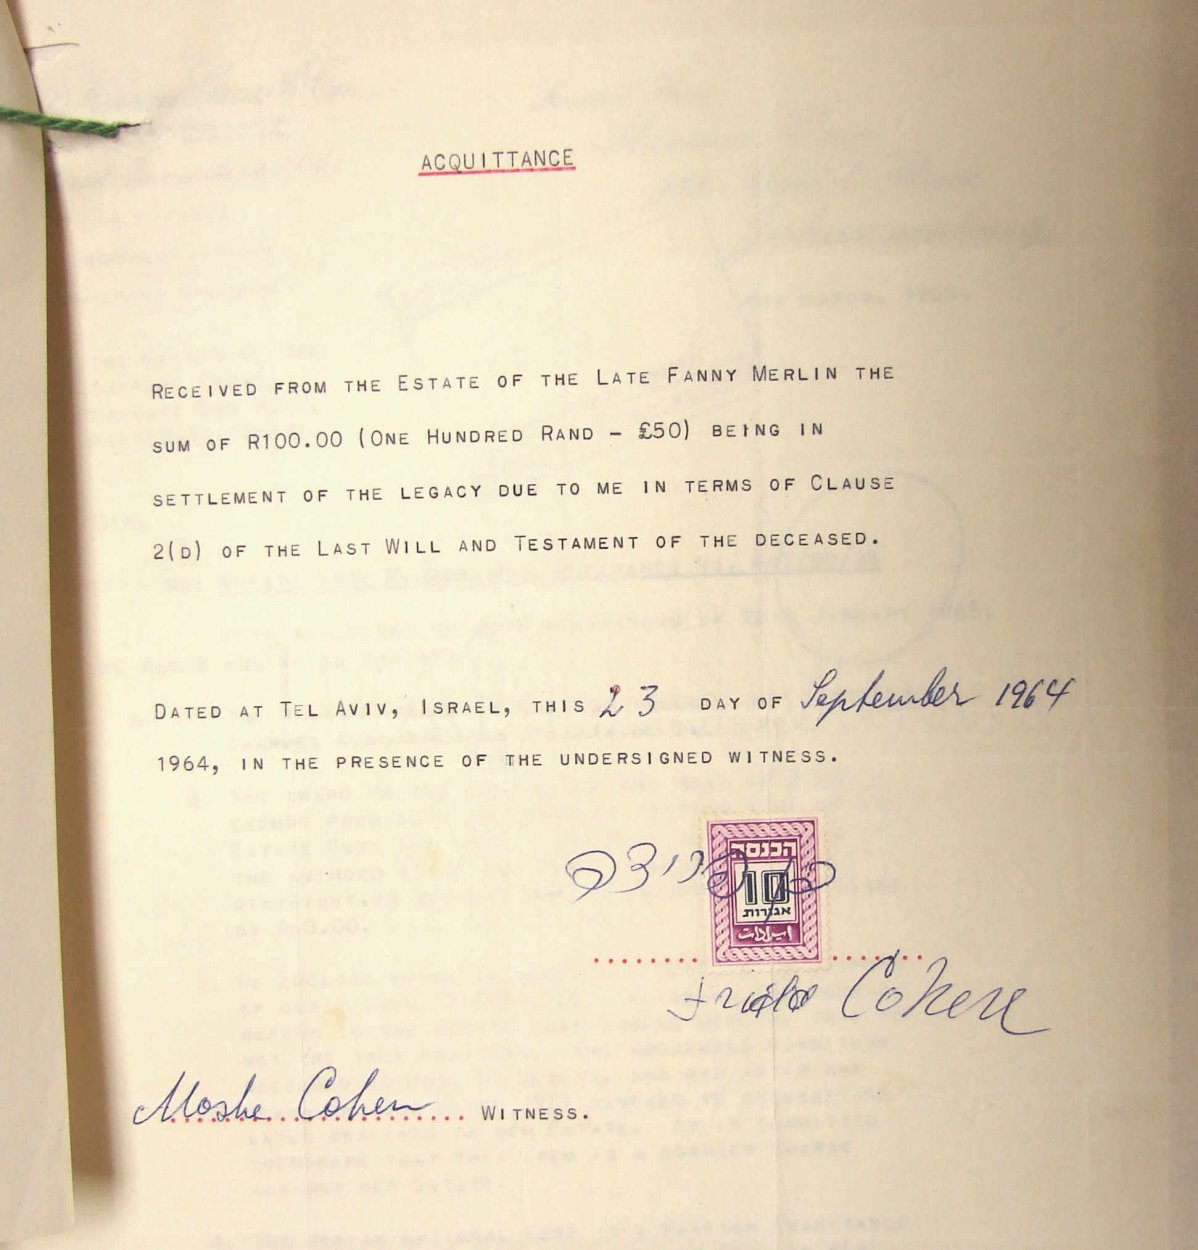 ACQUITTANCE
RECEIVED FROM THE ESTATE OF THE LATE FANNY MERLIN THE
SUM OF R100.00 (ONE HUNDRED RAND - £50) BEING IN
SETTLEMENT OF THE LEGACY DUE TO ME IN TERMS OF CLAUSE
2(D) OF THE LAST WILL AND TESTAMENT OF THE DECEASED.
DATED AT TEL AVIV, ISRAEL, THIS 23 DAY OF September 1964
1964, IN THE PRESENCE OF THE UNDERSIGNED WITNESS.
הכנסה
10
אגורות
ايرادات
Cohen
Moshe Cohen WITNESS.